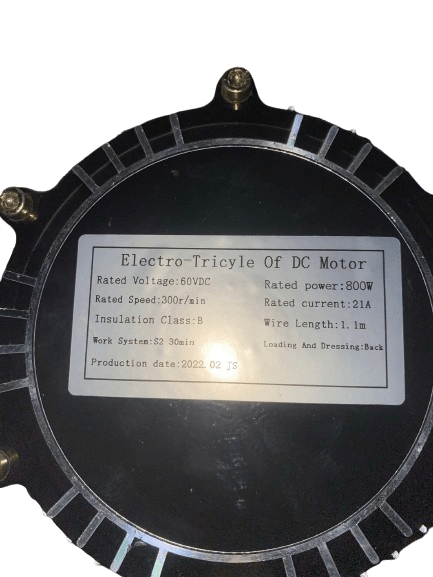 Electro-Tricyle Of DC Motor
Rated Voltage:60VDC Rated power:800W
Rated Speed:300r/min Rated current:21A
Insulation Class:B Wire Length:1.1m
Work System:S2 30min Loading And Dressing:Back
Production date:2022.02 JS